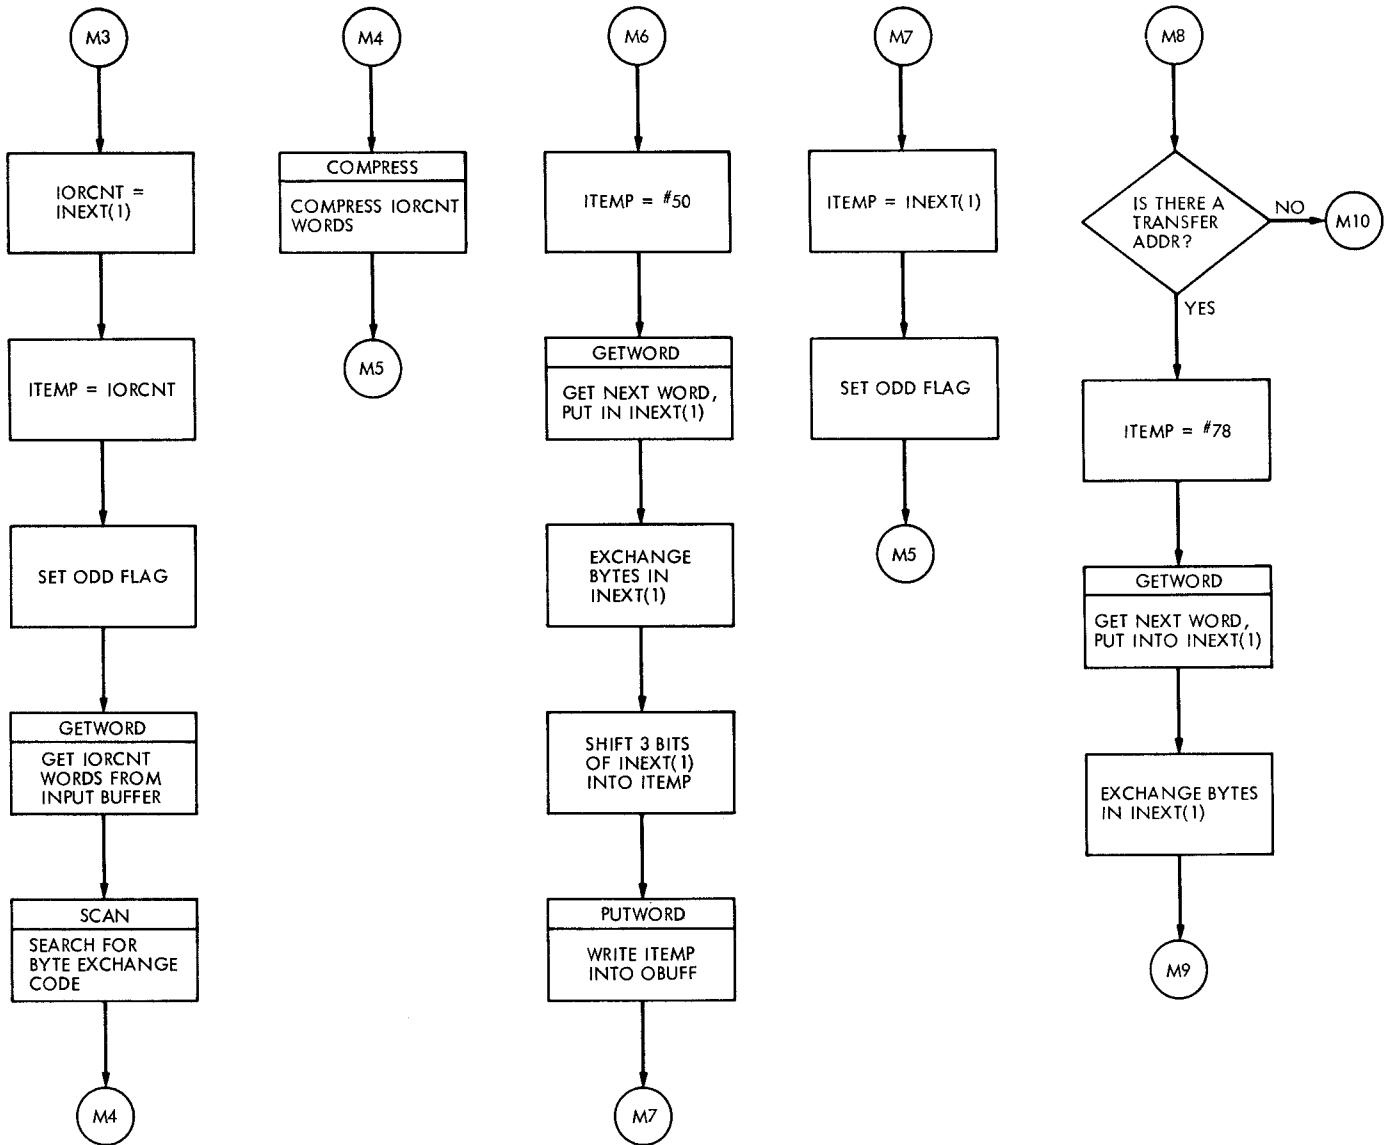 M3
IORCNT =
INEXT(1)
ITEMP = IORCNT
SET ODD FLAG
GETWORD
GET IORCNT
WORDS FROM
INPUT BUFFER
SCAN
SEARCH FOR
BYTE EXCHANGE
CODE
M4
M4
COMPRESS
COMPRESS IORCNT
WORDS
M5
M6
ITEMP = #50
GETWORD
GET NEXT WORD,
PUT IN INEXT(1)
EXCHANGE
BYTES IN
INEXT(1)
SHIFT 3 BITS
OF INEXT(1)
INTO ITEMP
PUTWORD
WRITE ITEMP
INTO OBUFF
M7
M7
ITEMP = INEXT(1)
SET ODD FLAG
M5
M8
IS THERE A
TRANSFER
ADDR?
NO
M10
YES
ITEMP = #78
GETWORD
GET NEXT WORD,
PUT INTO INEXT(1)
EXCHANGE BYTES
IN INEXT(1)
M9